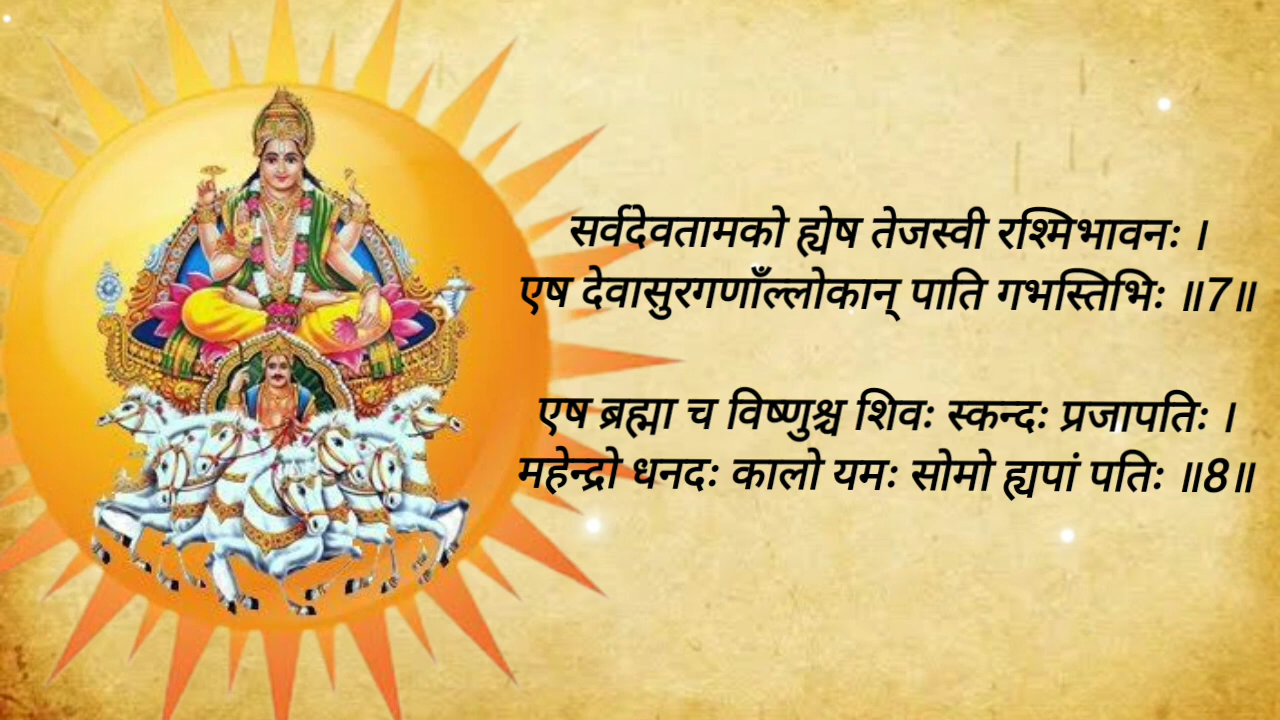 सर्वदेवतामको ह्येष तेजस्वी रश्मिभावनः ।
एष देवासुरगणाँल्लोकान् पाति गभस्तिभिः ॥7॥
एष ब्रह्मा च विष्णुश्च शिवः स्कन्दः प्रजापतिः ।
महेन्द्रो धनदः कालो यमः सोमो ह्यपां पतिः ॥8॥